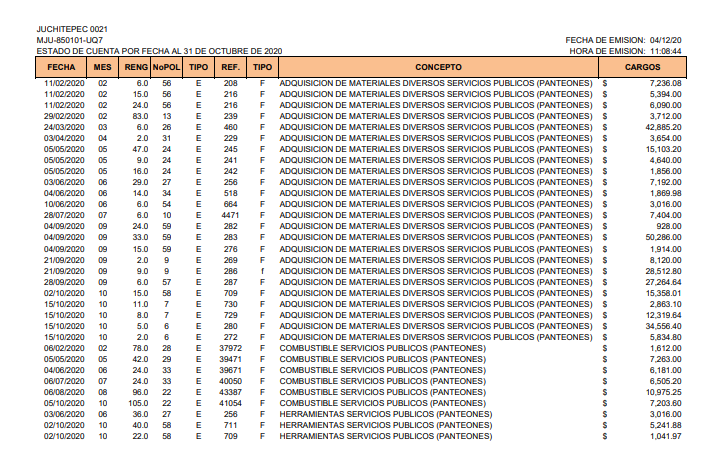 JUCHITEPEC 0021
MJU-850101-UQ7 FECHA DE EMISION: 04/12/20
ESTADO DE CUENTA POR FECHA AL 31 DE OCTUBRE DE 2020 HORA DE EMISION: 11:08:44
FECHA MES RENG NoPOL TIPO REF. TIPO CONCEPTO CARGOS
11/02/2020 02 6.0 56 E 208 F ADQUISICION DE MATERIALES DIVERSOS SERVICIOS PUBLICOS (PANTEONES) $ 7,236.08
11/02/2020 02 15.0 56 E 216 F ADQUISICION DE MATERIALES DIVERSOS SERVICIOS PUBLICOS (PANTEONES) $ 5,394.00
11/02/2020 02 24.0 56 E 216 F ADQUISICION DE MATERIALES DIVERSOS SERVICIOS PUBLICOS (PANTEONES) $ 6,090.00
29/02/2020 02 83.0 13 E 239 F ADQUISICION DE MATERIALES DIVERSOS SERVICIOS PUBLICOS (PANTEONES) $ 3,712.00
24/03/2020 03 6.0 26 E 460 F ADQUISICION DE MATERIALES DIVERSOS SERVICIOS PUBLICOS (PANTEONES) $ 42,885.20
03/04/2020 04 2.0 31 E 229 F ADQUISICION DE MATERIALES DIVERSOS SERVICIOS PUBLICOS (PANTEONES) $ 3,654.00
05/05/2020 05 47.0 24 E 245 F ADQUISICION DE MATERIALES DIVERSOS SERVICIOS PUBLICOS (PANTEONES) $ 15,103.20
05/05/2020 05 9.0 24 E 241 F ADQUISICION DE MATERIALES DIVERSOS SERVICIOS PUBLICOS (PANTEONES) $ 4,640.00
05/05/2020 05 16.0 24 E 242 F ADQUISICION DE MATERIALES DIVERSOS SERVICIOS PUBLICOS (PANTEONES) $ 1,856.00
03/06/2020 06 29.0 27 E 256 F ADQUISICION DE MATERIALES DIVERSOS SERVICIOS PUBLICOS (PANTEONES) $ 7,192.00
04/06/2020 06 14.0 34 E 518 F ADQUISICION DE MATERIALES DIVERSOS SERVICIOS PUBLICOS (PANTEONES) $ 1,869.98
10/06/2020 06 6.0 54 E 664 F ADQUISICION DE MATERIALES DIVERSOS SERVICIOS PUBLICOS (PANTEONES) $ 3,016.00
28/07/2020 07 6.0 10 E 4471 F ADQUISICION DE MATERIALES DIVERSOS SERVICIOS PUBLICOS (PANTEONES) $ 7,404.00
04/09/2020 09 24.0 59 E 282 F ADQUISICION DE MATERIALES DIVERSOS SERVICIOS PUBLICOS (PANTEONES) $ 928.00
04/09/2020 09 33.0 59 E 283 F ADQUISICION DE MATERIALES DIVERSOS SERVICIOS PUBLICOS (PANTEONES) $ 50,286.00
04/09/2020 09 15.0 59 E 276 F ADQUISICION DE MATERIALES DIVERSOS SERVICIOS PUBLICOS (PANTEONES) $ 1,914.00
21/09/2020 09 2.0 9 E 269 F ADQUISICION DE MATERIALES DIVERSOS SERVICIOS PUBLICOS (PANTEONES) $ 8,120.00
21/09/2020 09 9.0 9 E 286 f ADQUISICION DE MATERIALES DIVERSOS SERVICIOS PUBLICOS (PANTEONES) $ 28,512.80
28/09/2020 09 6.0 57 E 287 F ADQUISICION DE MATERIALES DIVERSOS SERVICIOS PUBLICOS (PANTEONES) $ 27,264.64
02/10/2020 10 15.0 58 E 709 F ADQUISICION DE MATERIALES DIVERSOS SERVICIOS PUBLICOS (PANTEONES) $ 15,358.01
15/10/2020 10 11.0 7 E 730 F ADQUISICION DE MATERIALES DIVERSOS SERVICIOS PUBLICOS (PANTEONES) $ 2,863.10
15/10/2020 10 8.0 7 E 729 F ADQUISICION DE MATERIALES DIVERSOS SERVICIOS PUBLICOS (PANTEONES) $ 12,319.64
15/10/2020 10 5.0 6 E 280 F ADQUISICION DE MATERIALES DIVERSOS SERVICIOS PUBLICOS (PANTEONES) $ 34,556.40
15/10/2020 10 2.0 6 E 272 F ADQUISICION DE MATERIALES DIVERSOS SERVICIOS PUBLICOS (PANTEONES) $ 5,834.80
06/02/2020 02 78.0 28 E 37972 F COMBUSTIBLE SERVICIOS PUBLICOS (PANTEONES) $ 1,612.00
05/05/2020 05 42.0 29 E 39471 F COMBUSTIBLE SERVICIOS PUBLICOS (PANTEONES) $ 7,263.00
04/06/2020 06 24.0 33 E 39671 F COMBUSTIBLE SERVICIOS PUBLICOS (PANTEONES) $ 6,181.00
06/07/2020 07 24.0 33 E 40050 F COMBUSTIBLE SERVICIOS PUBLICOS (PANTEONES) $ 6,505.20
06/08/2020 08 96.0 22 E 43387 F COMBUSTIBLE SERVICIOS PUBLICOS (PANTEONES) $ 10,975.25
05/10/2020 10 105.0 22 E 41054 F COMBUSTIBLE SERVICIOS PUBLICOS (PANTEONES) $ 7,203.60
03/06/2020 06 36.0 27 E 256 F HERRAMIENTAS SERVICIOS PUBLICOS (PANTEONES) $ 3,016.00
02/10/2020 10 40.0 58 E 711 F HERRAMIENTAS SERVICIOS PUBLICOS (PANTEONES) $ 5,241.88
02/10/2020 10 22.0 58 E 709 F HERRAMIENTAS SERVICIOS PUBLICOS (PANTEONES) $ 1,041.97